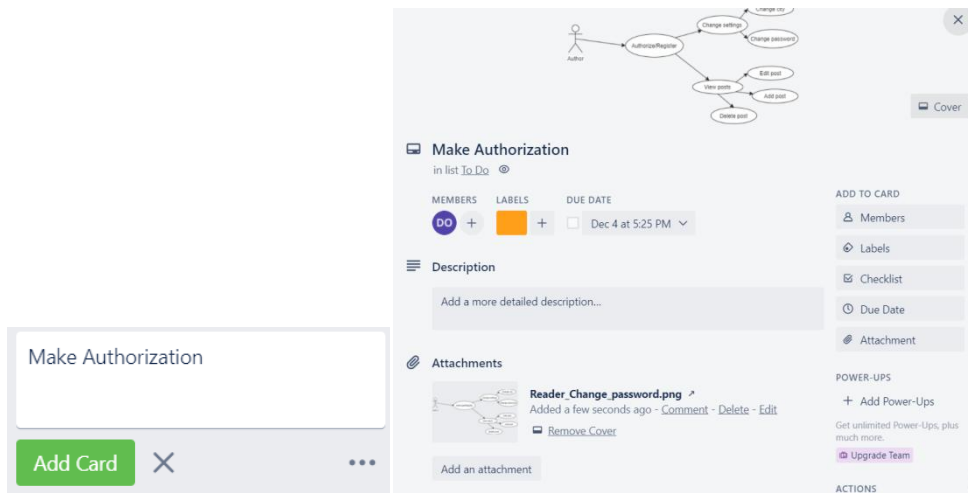 Make Authorization
Add Card
Change city
Change settings
Change password
Authorize/Register
Author
Edit post
View posts
Add post
Delete post
Cover
Make Authorization
in list To Do
MEMBERS LABELS DUE DATE
DO + + Dec 4 at 5:25 PM
Description
Add a more detailed description...
Attachments
Reader_Change_password.png
Added a few seconds ago - Comment - Delete - Edit
Remove Cover
Add an attachment
ADD TO CARD
Members
Labels
Checklist
Due Date
Attachment
POWER-UPS
+ Add Power-Ups
Get unlimited Power-Ups, plus
much more.
Upgrade Team
ACTIONS